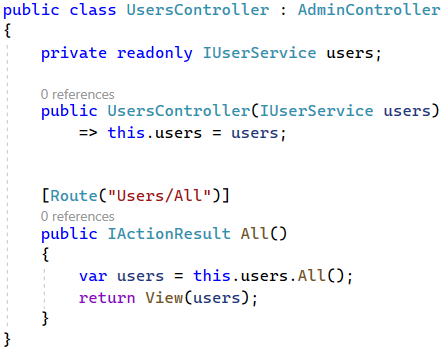 public class UsersController : AdminController
{
    private readonly IUserService users;
    0 references
    public UsersController(IUserService users)
        => this.users = users;
    [Route("Users/All")]
    0 references
    public IActionResult All()
    {
        var users = this.users.All();
        return View(users);
    }
}